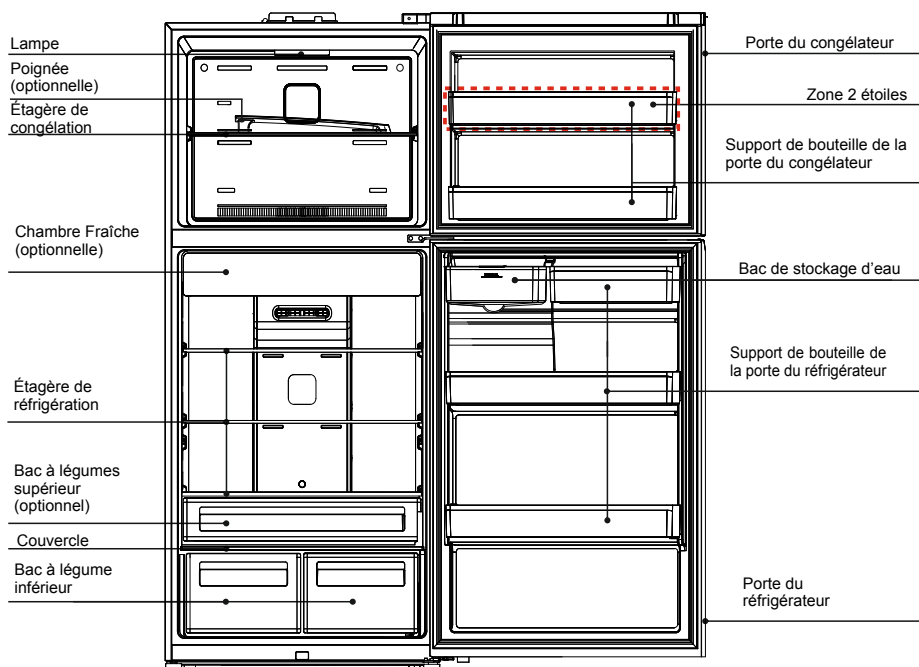 Lampe
Poignée
(optionnelle)
Étagère de
congélation
Chambre Fraîche
(optionnelle)
Étagère de
réfrigération
Bac à légumes
supérieur
(optionnel)
Couvercle
Bac à légume
inférieur
Porte du congélateur
Zone 2 étoiles
Support de bouteille de la
porte du congélateur
Bac de stockage d’eau
Support de bouteille de
la porte du réfrigérateur
Porte du
réfrigérateur